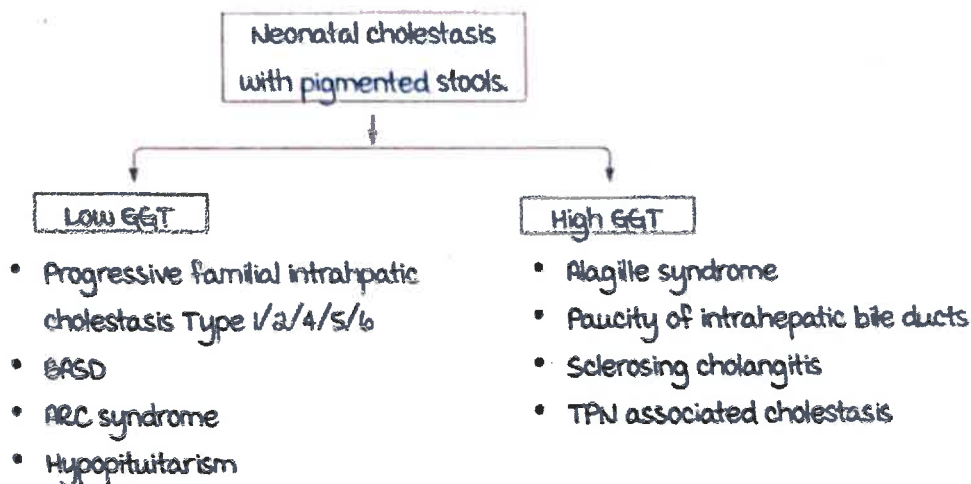 Neonatal cholestasis
with pigmented stools.
Low GGT
• Progressive familial intrahpatic
cholestasis Type 1/2/4/5/6
• BASD
• ARC syndrome
• Hypopituitarism
High GGT
• Alagille syndrome
• Paucity of intrahepatic bile ducts
• Sclerosing cholangitis
• TPN associated cholestasis